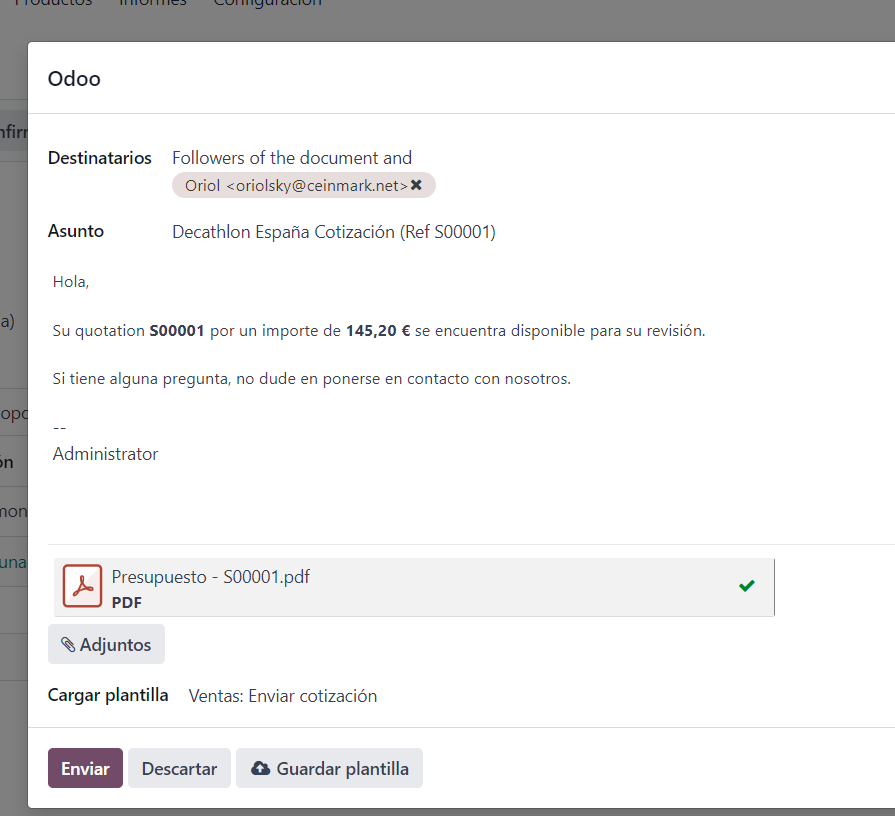 Productos Informes Configuración
Odoo
Destinatarios Followers of the document and
Oriol <oriolsky@ceinmark.net>
Asunto Decathlon España Cotización (Ref S00001)
Hola,
Su quotation S00001 por un importe de 145,20 € se encuentra disponible para su revisión.
a)
Si tiene alguna pregunta, no dude en ponerse en contacto con nosotros.
--
Administrator
Presupuesto - S00001.pdf
PDF
Adjuntos
Cargar plantilla Ventas: Enviar cotización
Enviar Descartar Guardar plantilla